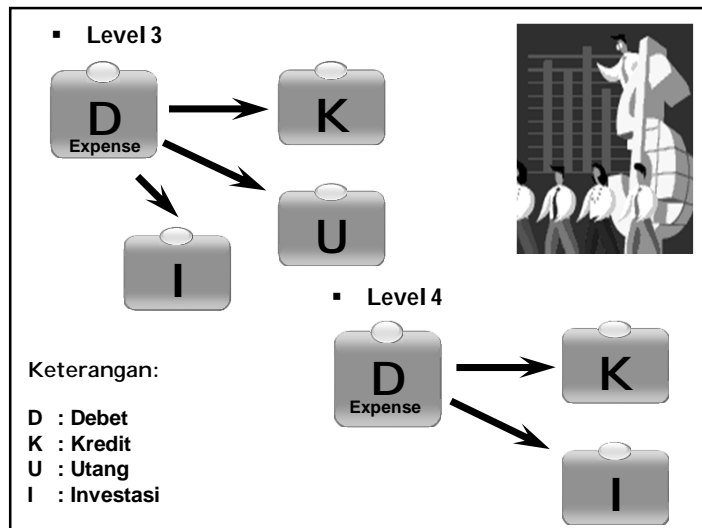 ▪ Level 3
D
Expense
K
U
I
▪ Level 4
D
Expense
K
I
Keterangan:
D : Debet
K : Kredit
U : Utang
I : Investasi